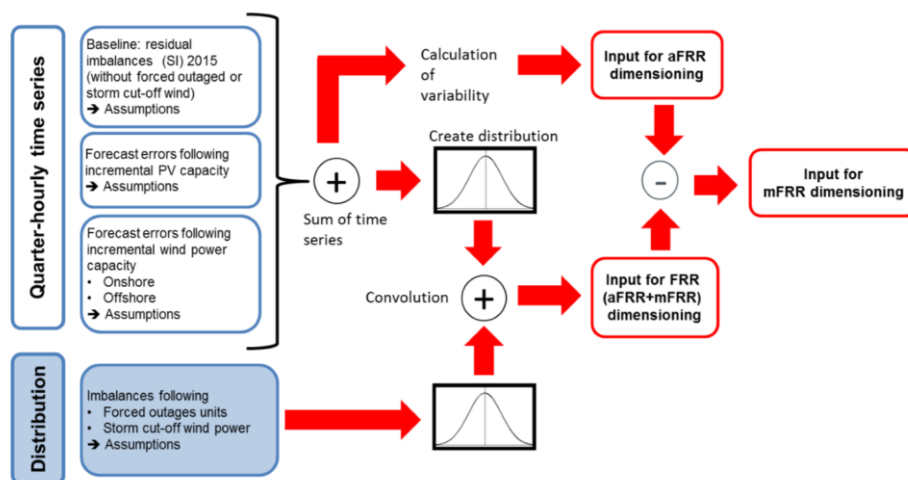 Quarter-hourly time series
Baseline: residual
imbalances (SI) 2015
(without forced outaged or
storm cut-off wind)
➔ Assumptions
Forecast errors following
incremental PV capacity
➔ Assumptions
Forecast errors following
incremental wind power
capacity
• Onshore
• Offshore
➔ Assumptions
+
Sum of time
series
Calculation
of
variability
Input for aFRR
dimensioning
Create distribution
-
Input for
mFRR dimensioning
Convolution
+
Input for FRR
(aFRR+mFRR)
dimensioning
Distribution
Imbalances following
• Forced outages units
• Storm cut-off wind power
➔ Assumptions